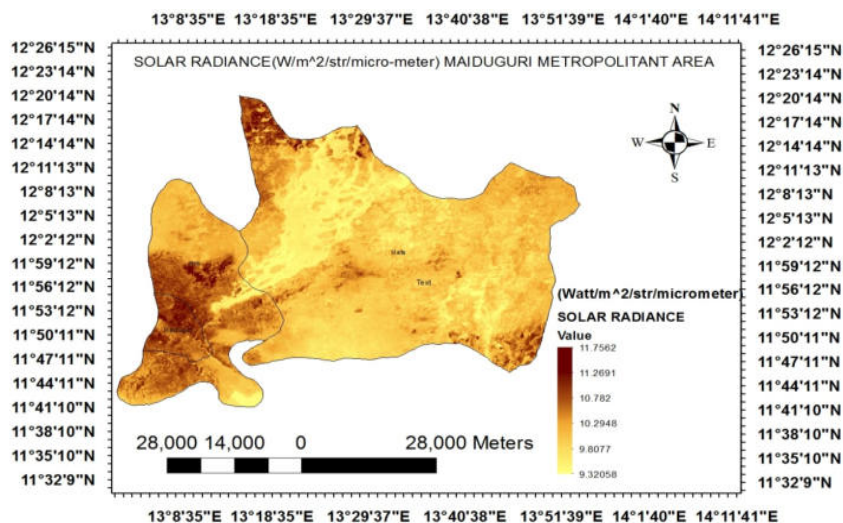 13°8'35"E 13°18'35"E 13°29'37"E 13°40'38"E 13°51'39"E 14°1'40"E 14°11'41"E
12°26'15"N 12°26'15"N
SOLAR RADIANCE(W/m^2/str/micro-meter) MAIDUGURI METROPOLITANT AREA
12°23'14"N 12°23'14"N
12°20'14"N 12°20'14"N
12°17'14"N 12°17'14"N
N
12°14'14"N 12°14'14"N
W E
12°11'13"N 12°11'13"N
S
12°8'13"N 12°8'13"N
12°5'13"N 12°5'13"N
12°2'12"N 12°2'12"N
11°59'12"N 11°59'12"N
11°56'12"N 11°56'12"N
Text
(Watt/m^2/str/micrometer)
11°53'12"N 11°53'12"N
SOLAR RADIANCE
11°50'11"N 11°50'11"N
Value
11.7562
11°47'11"N 11°47'11"N
11.2691
11°44'11"N 11°44'11"N
10.782
11°41'10"N 11°41'10"N
10.2948
11°38'10"N 11°38'10"N
28,000 14,000 0 28,000 Meters
9.8077
11°35'10"N 11°35'10"N
9.32058
11°32'9"N 11°32'9"N
13°8'35"E 13°18'35"E 13°29'37"E 13°40'38"E 13°51'39"E 14°1'40"E 14°11'41"E